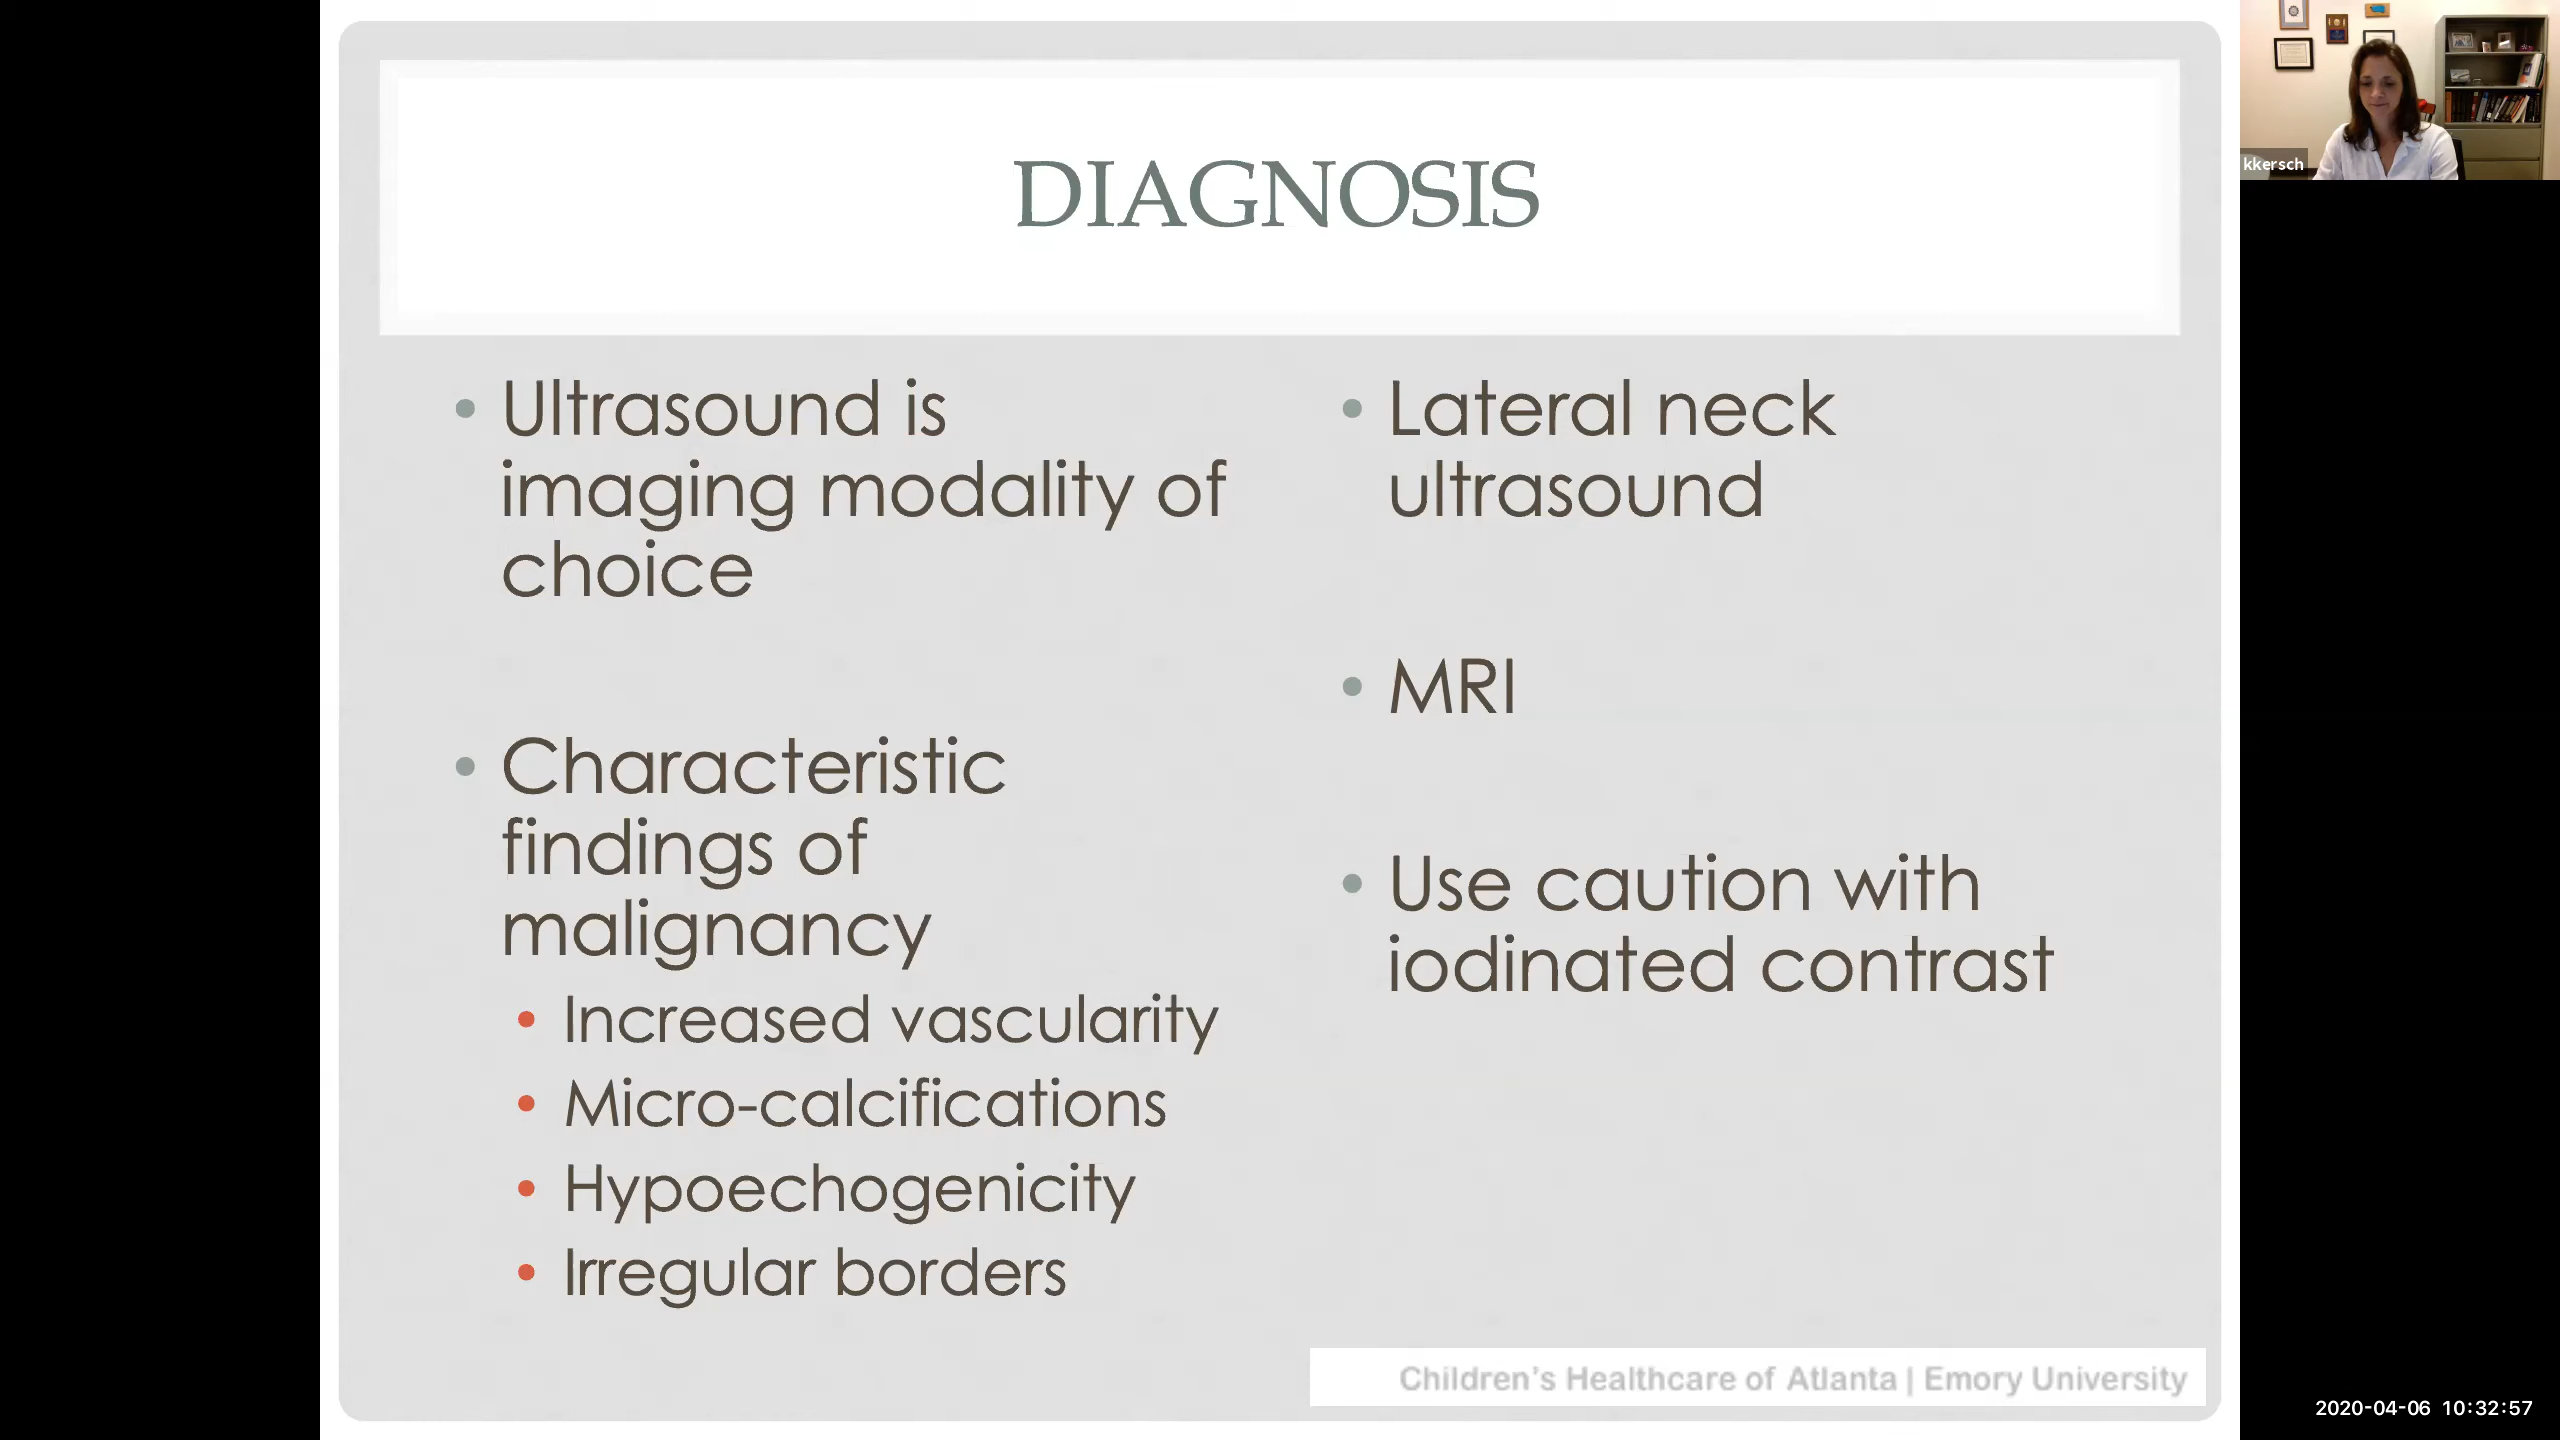 DIAGNOSIS
Ultrasound is
imaging modality of
choice
Characteristic
findings of
malignancy
Increased vascularity
Micro-calcifications
Hypoechogenicity
Irregular borders
Lateral neck
ultrasound
MRI
Use caution with
iodinated contrast
Children's Healthcare of Atlanta | Emory University
kkersch
2020-04-06 10:32:57